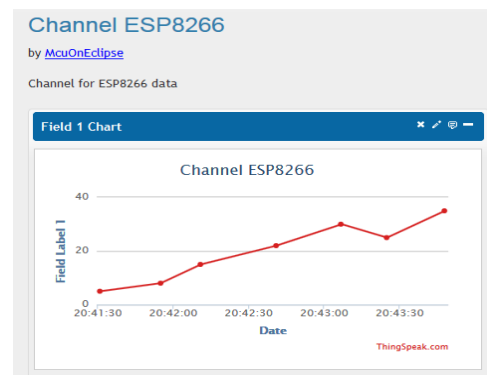 Channel ESP8266
by McuOnEclipse
Channel for ESP8266 data
Field 1 Chart
Channel ESP8266
40
20
0
Field Label 1
20:41:30 20:42:00 20:42:30 20:43:00 20:43:30
Date
ThingSpeak.com